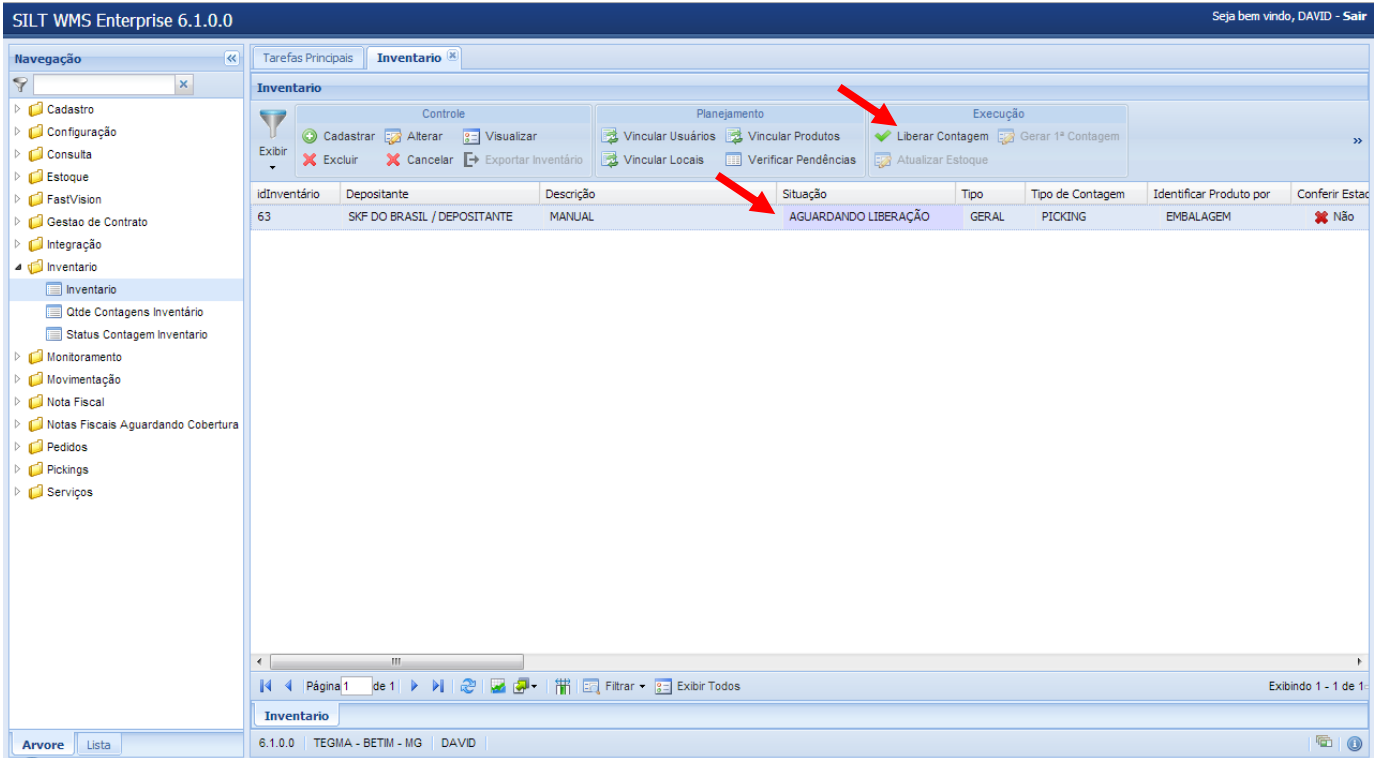 SILT WMS Enterprise 6.1.0.0
Seja bem vindo, DAVID - Sair
Navegação
Cadastro
Configuração
Consulta
Estoque
FastVision
Gestao de Contrato
Integração
Inventario
Inventario
Qtde Contagens Inventário
Status Contagem Inventario
Monitoramento
Movimentação
Nota Fiscal
Notas Fiscais Aguardando Cobertura
Pedidos
Pickings
Serviços
Arvore Lista
Tarefas Principais Inventario
Inventario
Exibir
Controle
Cadastrar Alterar Visualizar
Excluir Cancelar Exportar Inventário
Planejamento
Vincular Usuários Vincular Produtos
Vincular Locais Verificar Pendências
Execução
Liberar Contagem Gerar 1ª Contagem
Atualizar Estoque
»
idInventário Depositante Descrição Situação Tipo Tipo de Contagem Identificar Produto por Conferir Estad
63 SKF DO BRASIL / DEPOSITANTE MANUAL AGUARDANDO LIBERAÇÃO GERAL PICKING EMBALAGEM Não
Página 1 de 1 Filtrar Exibir Todos Exibindo 1 - 1 de 1
Inventario
6.1.0.0 TEGMA - BETIM - MG DAVID